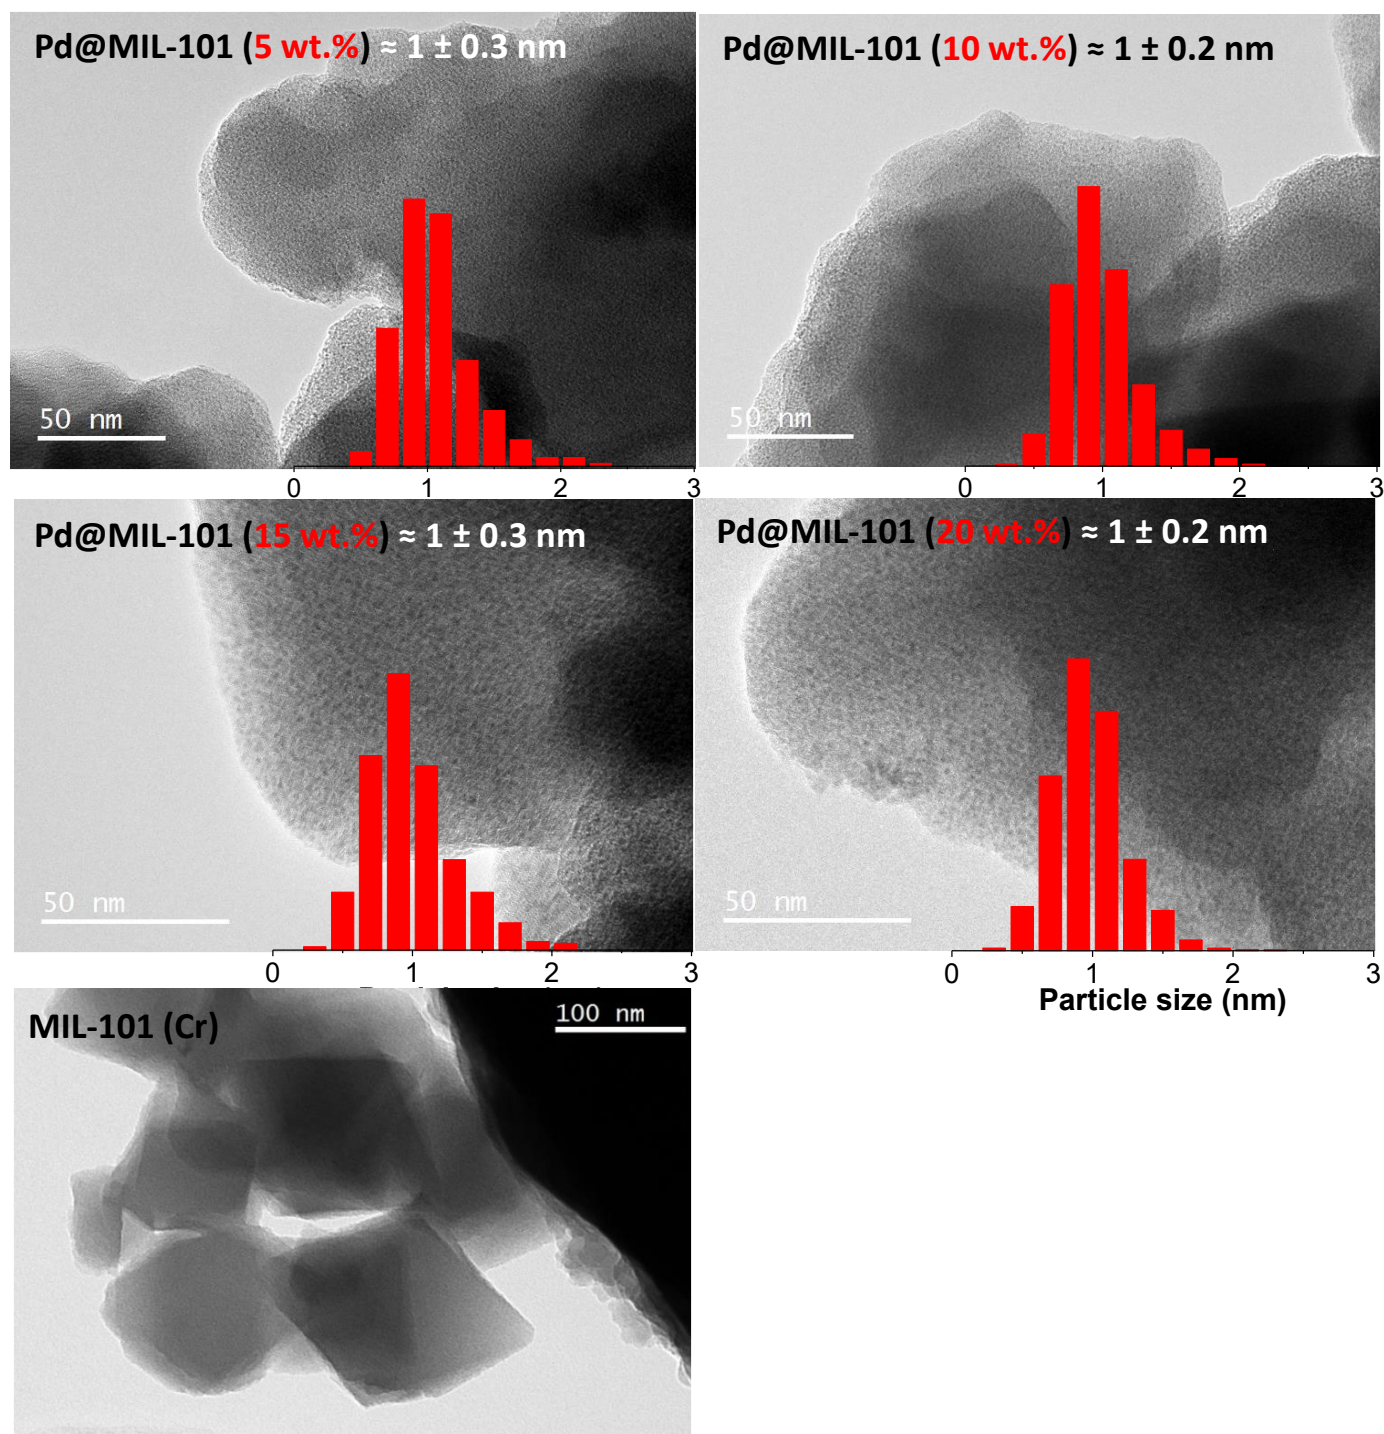 Pd@MIL-101 (5 wt.%) ≈ 1 ± 0.3 nm
50 nm
0 1 2 3
Pd@MIL-101 (10 wt.%) ≈ 1 ± 0.2 nm
50 nm
0 1 2 3
Pd@MIL-101 (15 wt.%) ≈ 1 ± 0.3 nm
50 nm
0 1 2 3
Pd@MIL-101 (20 wt.%) ≈ 1 ± 0.2 nm
50 nm
0 1 2 3
Particle size (nm)
MIL-101 (Cr)
100 nm